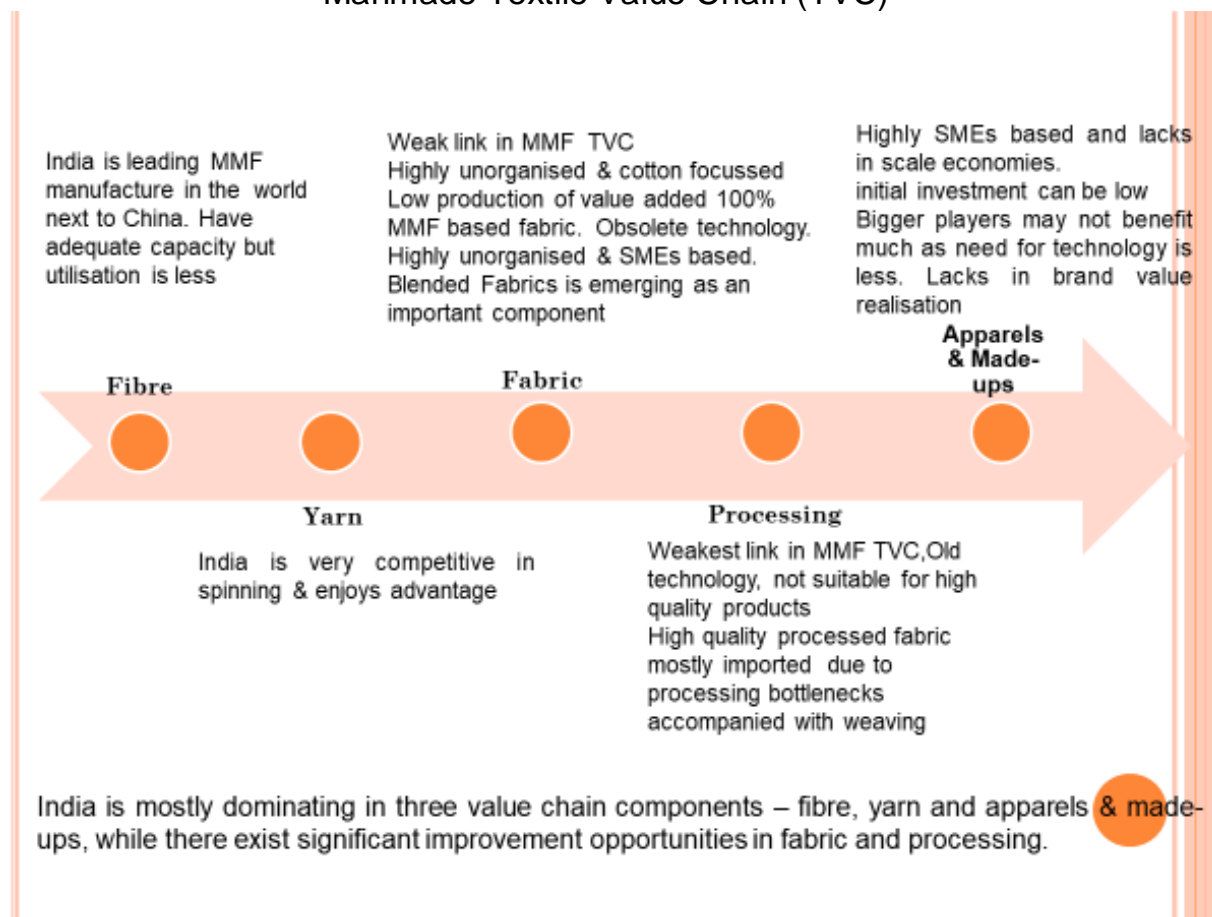 Manmade Textile Value Chain (TVC)
India is leading MMF
manufacture in the world
next to China. Have
adequate capacity but
utilisation is less
Weak link in MMF TVC
Highly unorganised & cotton focussed
Low production of value added 100%
MMF based fabric. Obsolete technology.
Highly unorganised & SMEs based.
Blended Fabrics is emerging as an
important component
Highly SMEs based and lacks
in scale economies.
initial investment can be low
Bigger players may not benefit
much as need for technology is
less. Lacks in brand value
realisation
Fibre
Fabric
Apparels
& Made-
ups
Yarn
India is very competitive in
spinning & enjoys advantage
Processing
Weakest link in MMF TVC,Old
technology, not suitable for high
quality products
High quality processed fabric
mostly imported due to
processing bottlenecks
accompanied with weaving
India is mostly dominating in three value chain components – fibre, yarn and apparels & made-
ups, while there exist significant improvement opportunities in fabric and processing.